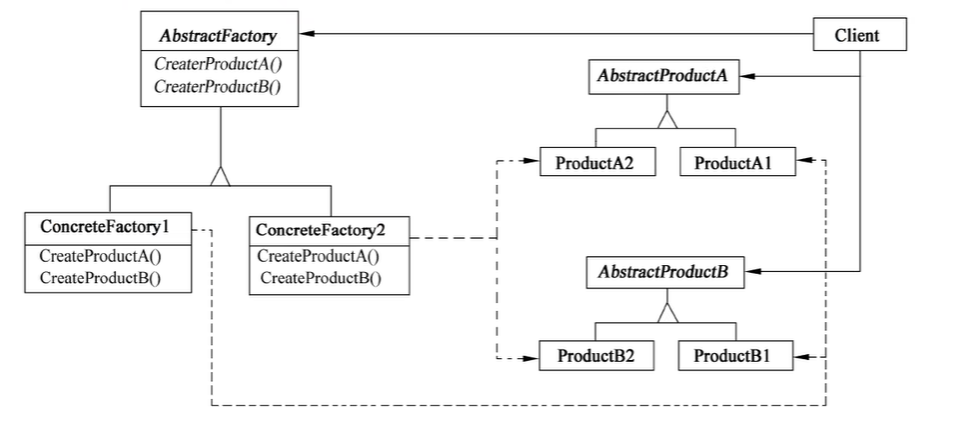 AbstractFactory
CreaterProductA()
CreaterProductB()
Client
AbstractProductA
ProductA2
ProductA1
ConcreteFactory1
CreateProductA()
CreateProductB()
ConcreteFactory2
CreateProductA()
CreateProductB()
AbstractProductB
ProductB2
ProductB1